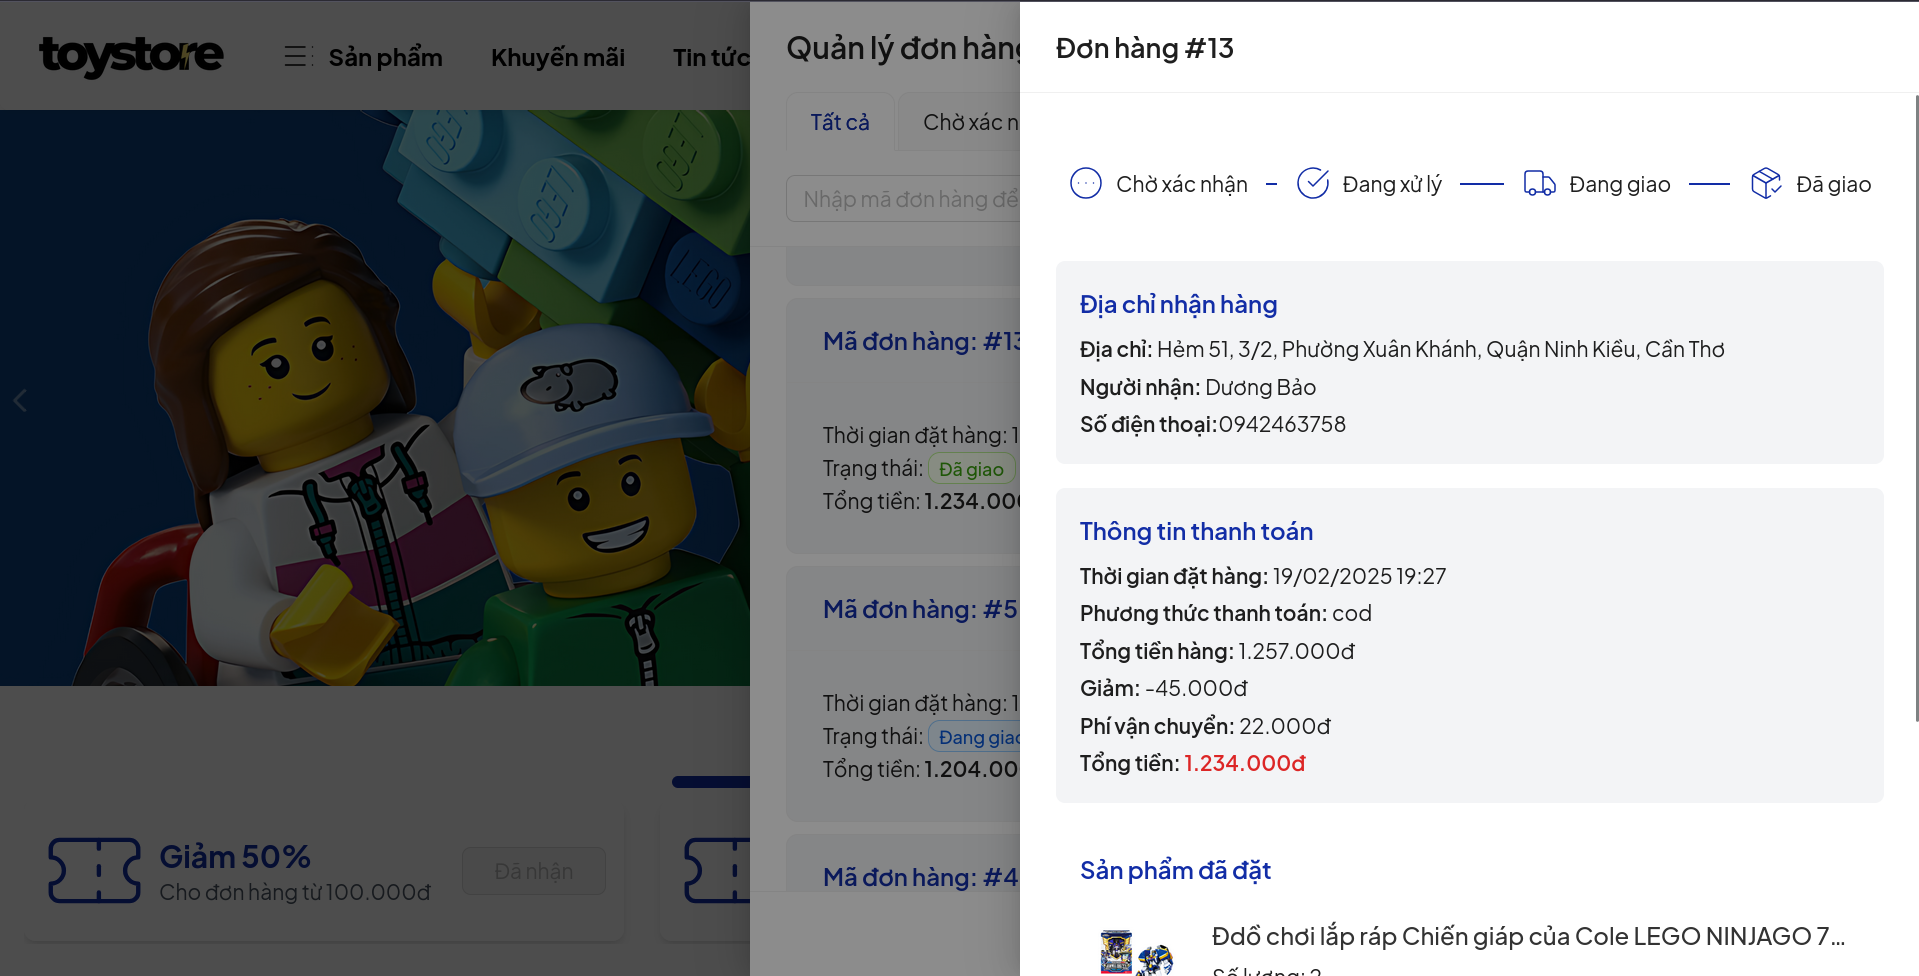 toystore
Sản phẩm
Khuyến mãi
Tin tức
LEGO
Giảm 50%
Cho đơn hàng từ 100.000đ
Đã nhận
Quản lý đơn hàng
Tất cả
Chờ xác n
Nhập mã đơn hàng để
Mã đơn hàng: #13
Thời gian đặt hàng: 1
Trạng thái: Đã giao
Tổng tiền: 1.234.000
Mã đơn hàng: #5
Thời gian đặt hàng: 1
Trạng thái: Đang giao
Tổng tiền: 1.204.00
Mã đơn hàng: #4
Đơn hàng #13
Chờ xác nhận
Đang xử lý
Đang giao
Đã giao
Địa chỉ nhận hàng
Địa chỉ: Hẻm 51, 3/2, Phường Xuân Khánh, Quận Ninh Kiều, Cần Thơ
Người nhận: Dương Bảo
Số điện thoại:0942463758
Thông tin thanh toán
Thời gian đặt hàng: 19/02/2025 19:27
Phương thức thanh toán: cod
Tổng tiền hàng: 1.257.000đ
Giảm: -45.000đ
Phí vận chuyển: 22.000đ
Tổng tiền: 1.234.000đ
Sản phẩm đã đặt
Đdồ chơi lắp ráp Chiến giáp của Cole LEGO NINJAGO 7...
Số lượng: 2